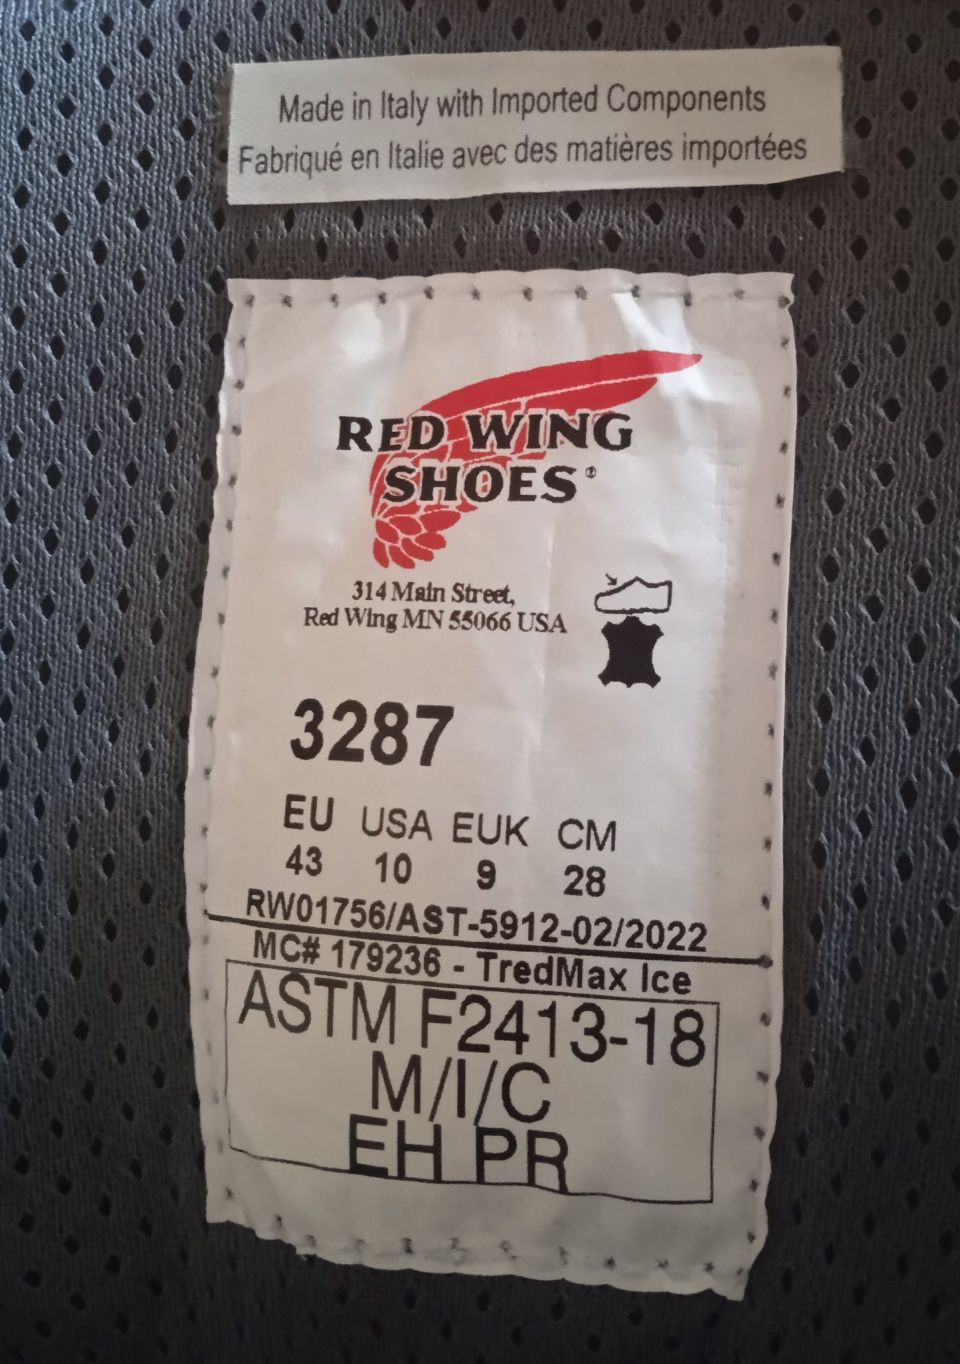 Made in Italy with Imported Components
Fabriqué en Italie avec des matières importées
RED WING
SHOES®
314 Main Street,
Red Wing MN 55066 USA
3287
EU USA EUK CM
43 10 9 28
RW01756/AST-5912-02/2022
MC# 179236 - TredMax Ice
ASTM F2413-18
M/I/C
EH PR